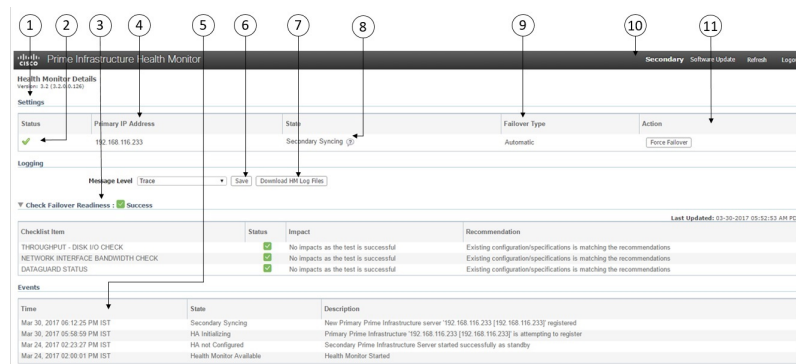 1 2 3 4 5 6 7 8 9 10 11
CISCO Prime Infrastructure Health Monitor Secondary Software Update Refresh Logo
Health Monitor Details
Version: 3.2 (3.2.0.0.126)
Settings
Status Primary IP Address State Failover Type Action
192.168.116.233 Secondary Syncing ? Automatic Force Failover
Logging
Message Level Trace Save Download HM Log Files
Check Failover Readiness : Success
Last Updated: 03-30-2017 05:52:53 AM PD
Checklist Item Status Impact Recommendation
THROUGHPUT - DISK I/O CHECK No impacts as the test is successful Existing configuration/specifications is matching the recommendations
NETWORK INTERFACE BANDWIDTH CHECK No impacts as the test is successful Existing configuration/specifications is matching the recommendations
DATAGUARD STATUS No impacts as the test is successful Existing configuration/specifications is matching the recommendations
Events
Time State Description
Mar 30, 2017 06:12:25 PM IST Secondary Syncing New Primary Prime Infrastructure server '192.168.116.233 [192.168.116.233]' registered
Mar 30, 2017 05:58:59 PM IST HA Initializing Primary Prime Infrastructure '192.168.116.233 [192.168.116.233]' is attempting to register
Mar 24, 2017 02:23:27 PM IST HA not Configured Secondary Prime Infrastructure Server started successfully as standby
Mar 24, 2017 02:00:01 PM IST Health Monitor Available Health Monitor Started